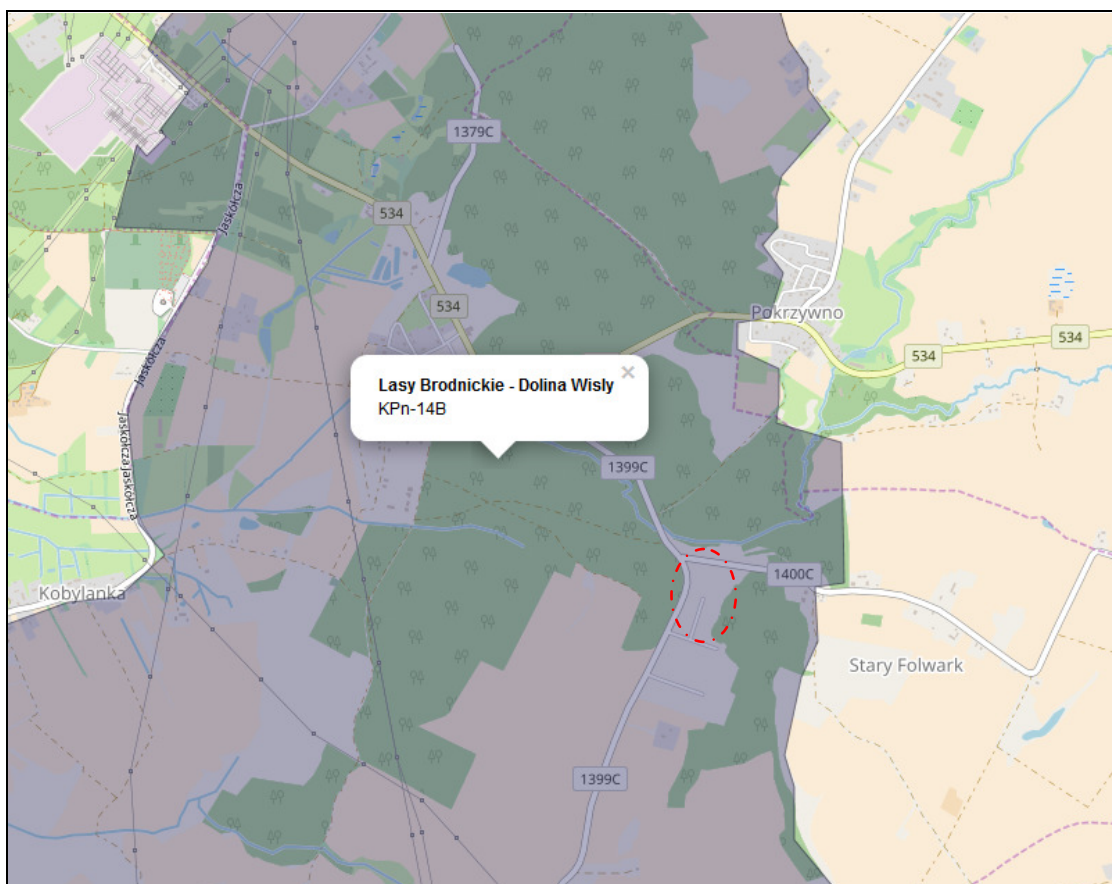 1379C
Jaskółcza
534
534
Pokrzywno
534
534
Jaskółcza
Lasy Brodnickie - Dolina Wisly
×
KPn-14B
Jaskółcza
Jaskółcza
1399C
1400C
Kobylanka
Stary Folwark
1399C